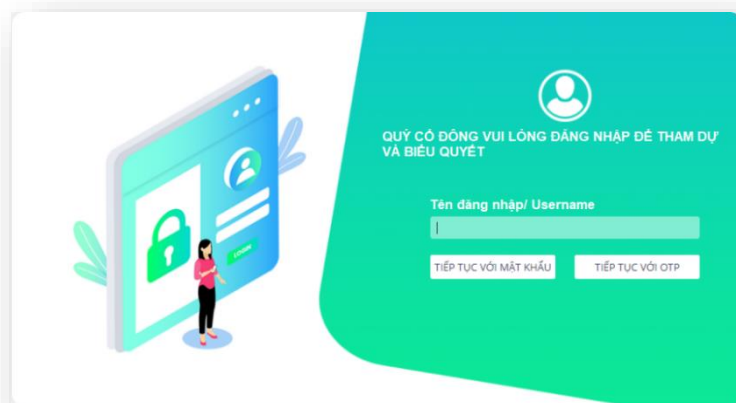 QUÝ CỔ ĐÔNG VUI LÒNG ĐĂNG NHẬP ĐỂ THAM DỰ
VÀ BIỂU QUYẾT
Tên đăng nhập/ Username
TIẾP TỤC VỚI MẬT KHẨU
TIẾP TỤC VỚI OTP
LOGIN